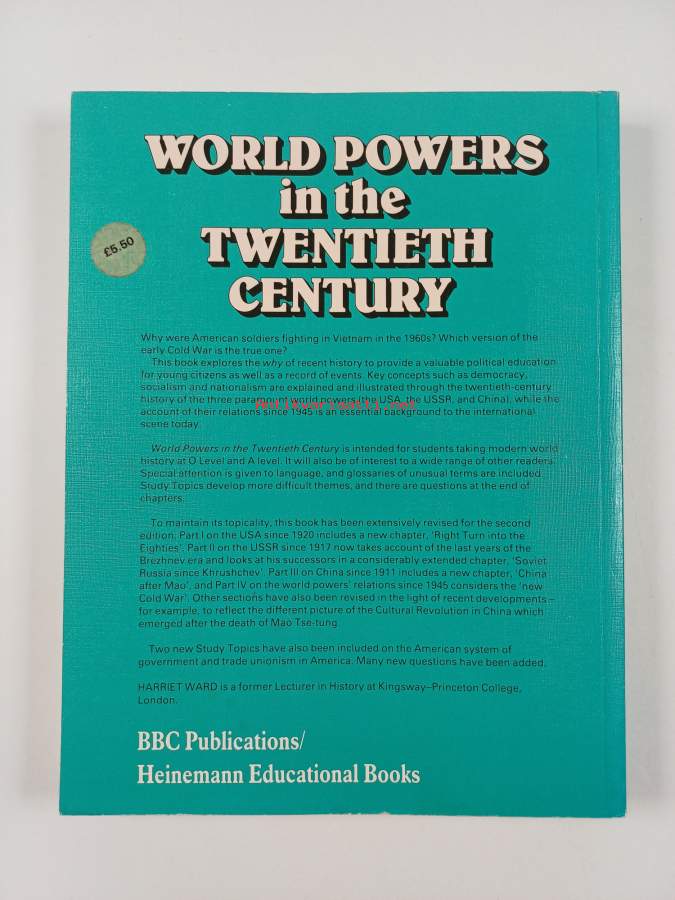 WORLD POWERS
in the
TWENTIETH
CENTURY
£5.50
Why were American soldiers fighting in Vietnam in the 1960s? Which version of the
early Cold War is the true one?
This book explores the why of recent history to provide a valuable political education
for young citizens as well as a record of events. Key concepts such as democracy,
socialism and nationalism are explained and illustrated through the twentieth-century
history of the three paramount world powers (the USA, the USSR, and China), while the
account of their relations since 1945 is an essential background to the international
scene today.
World Powers in the Twentieth Century is intended for students taking modern world
history at O Level and A level. It will also be of interest to a wide range of other readers.
Special attention is given to language, and glossaries of unusual terms are included.
Study Topics develop more difficult themes, and there are questions at the end of
chapters.
To maintain its topicality, this book has been extensively revised for the second
edition. Part I on the USA since 1920 includes a new chapter, 'Right Turn into the
Eighties'. Part II on the USSR since 1917 now takes account of the last years of the
Brezhnev era and looks at his successors in a considerably extended chapter, 'Soviet
Russia since Khrushchev'. Part III on China since 1911 includes a new chapter, 'China
after Mao', and Part IV on the world powers' relations since 1945 considers the 'new
Cold War'. Other sections have also been revised in the light of recent developments –
for example, to reflect the different picture of the Cultural Revolution in China which
emerged after the death of Mao Tse-tung.
Two new Study Topics have also been included on the American system of
government and trade unionism in America. Many new questions have been added.
HARRIET WARD is a former Lecturer in History at Kingsway–Princeton College,
London.
BBC Publications/
Heinemann Educational Books